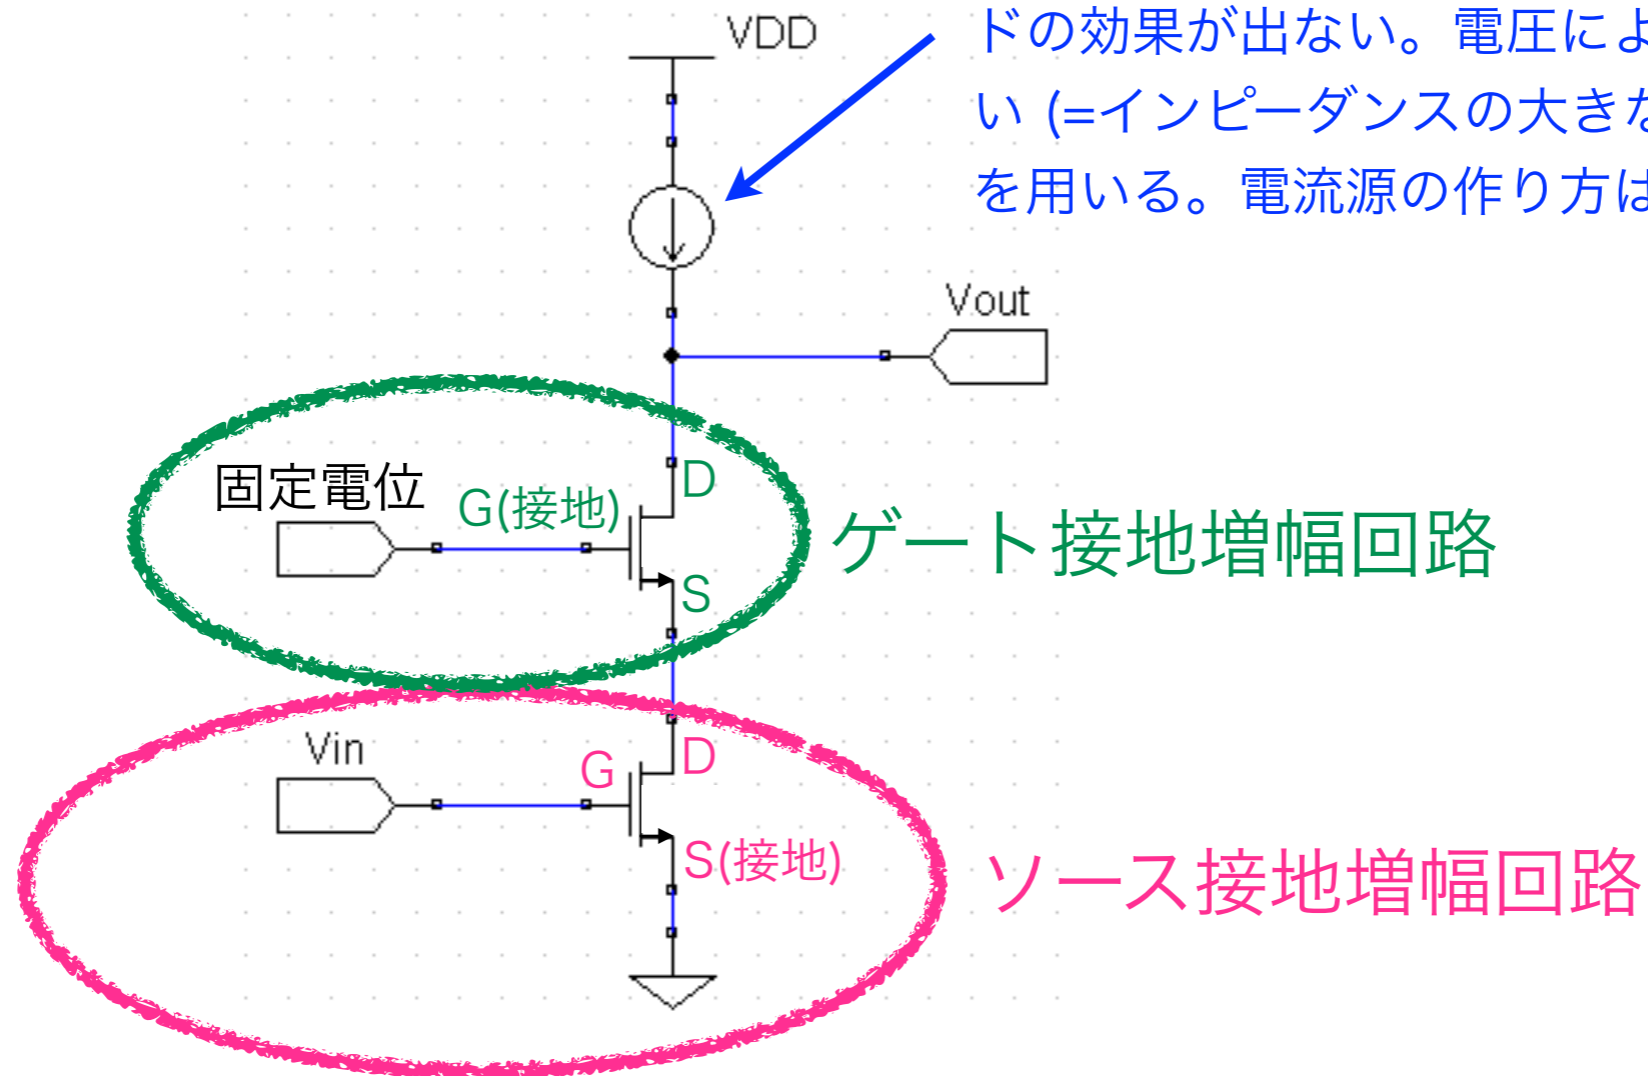 VDD
ドの効果が出ない。電圧によ
い (=インピーダンスの大きな
を用いる。電流源の作り方は
Vout
固定電位
G(接地)
D
S
ゲート接地増幅回路
Vin
G
D
S(接地)
ソース接地増幅回路